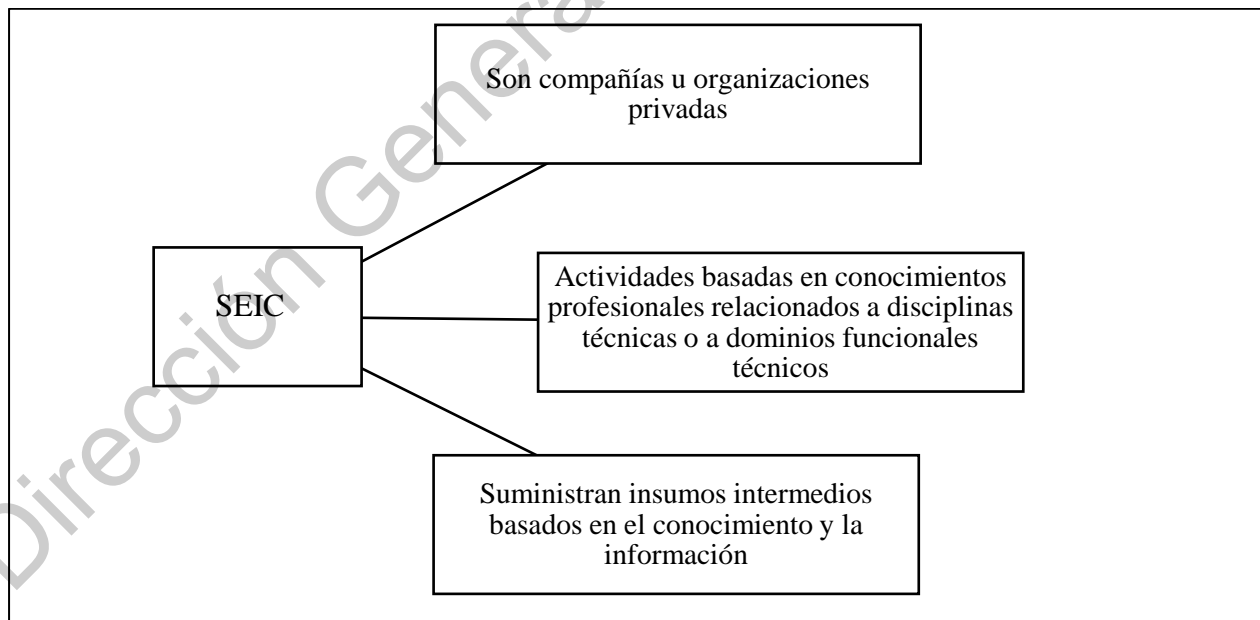 Son compañías u organizaciones
privadas
SEIC
Actividades basadas en conocimientos
profesionales relacionados a disciplinas
técnicas o a dominios funcionales
técnicos
Suministran insumos intermedios
basados en el conocimiento y la
información
Dirección Genera